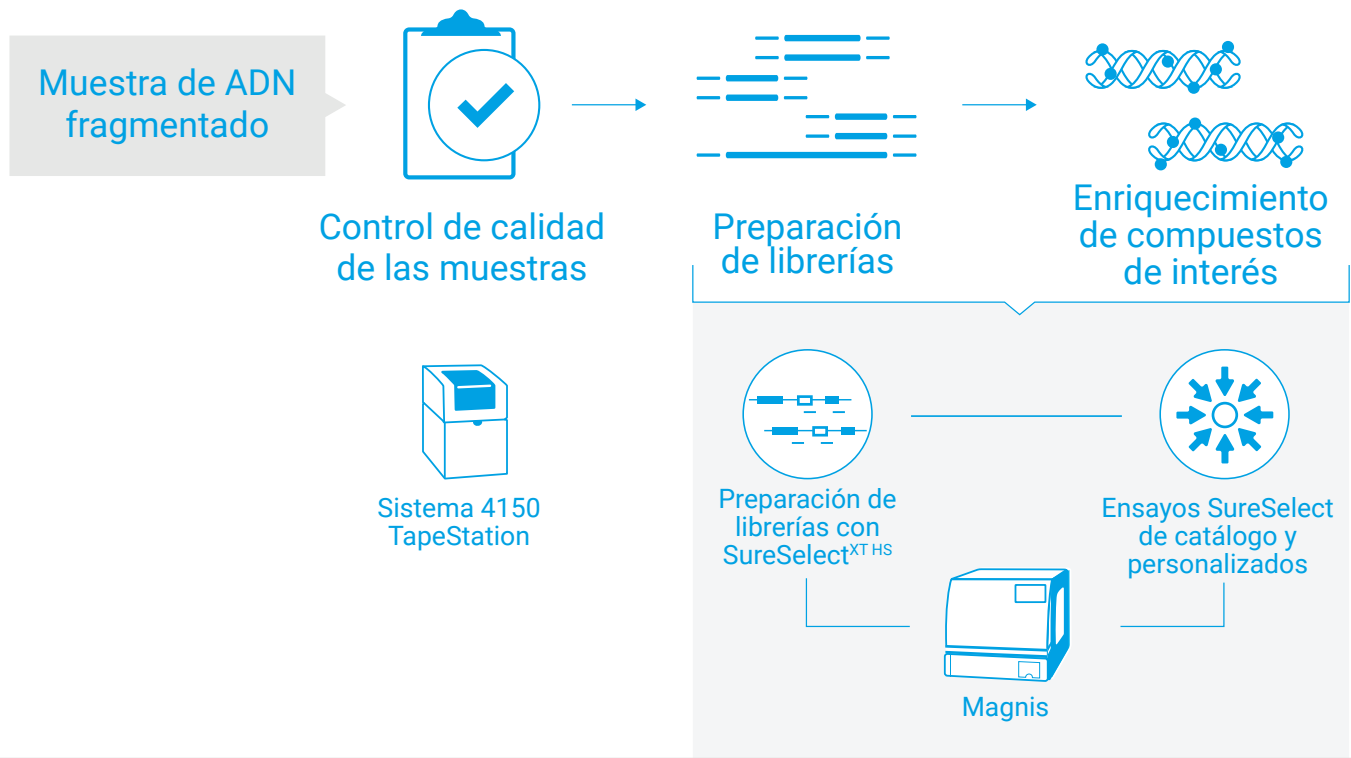 Muestra de ADN
fragmentado
Control de calidad
de las muestras
Preparación
de librerías
Enriquecimiento
de compuestos
de interés
Sistema 4150
TapeStation
Preparación de
librerías con
SureSelectXT HS
Ensayos SureSelect
de catálogo y
personalizados
Magnis